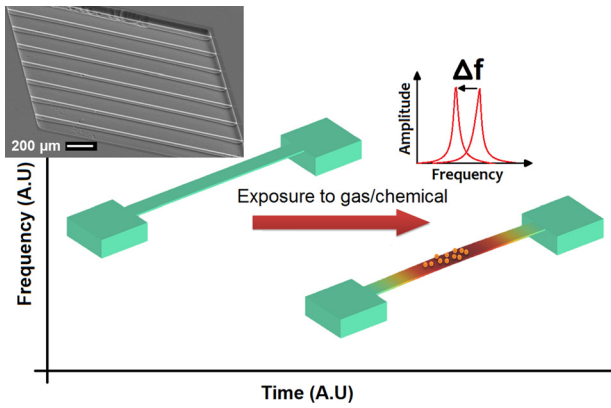 200 μm
Δf
Amplitude
Frequency
Exposure to gas/chemical
Frequency (A.U)
Time (A.U)